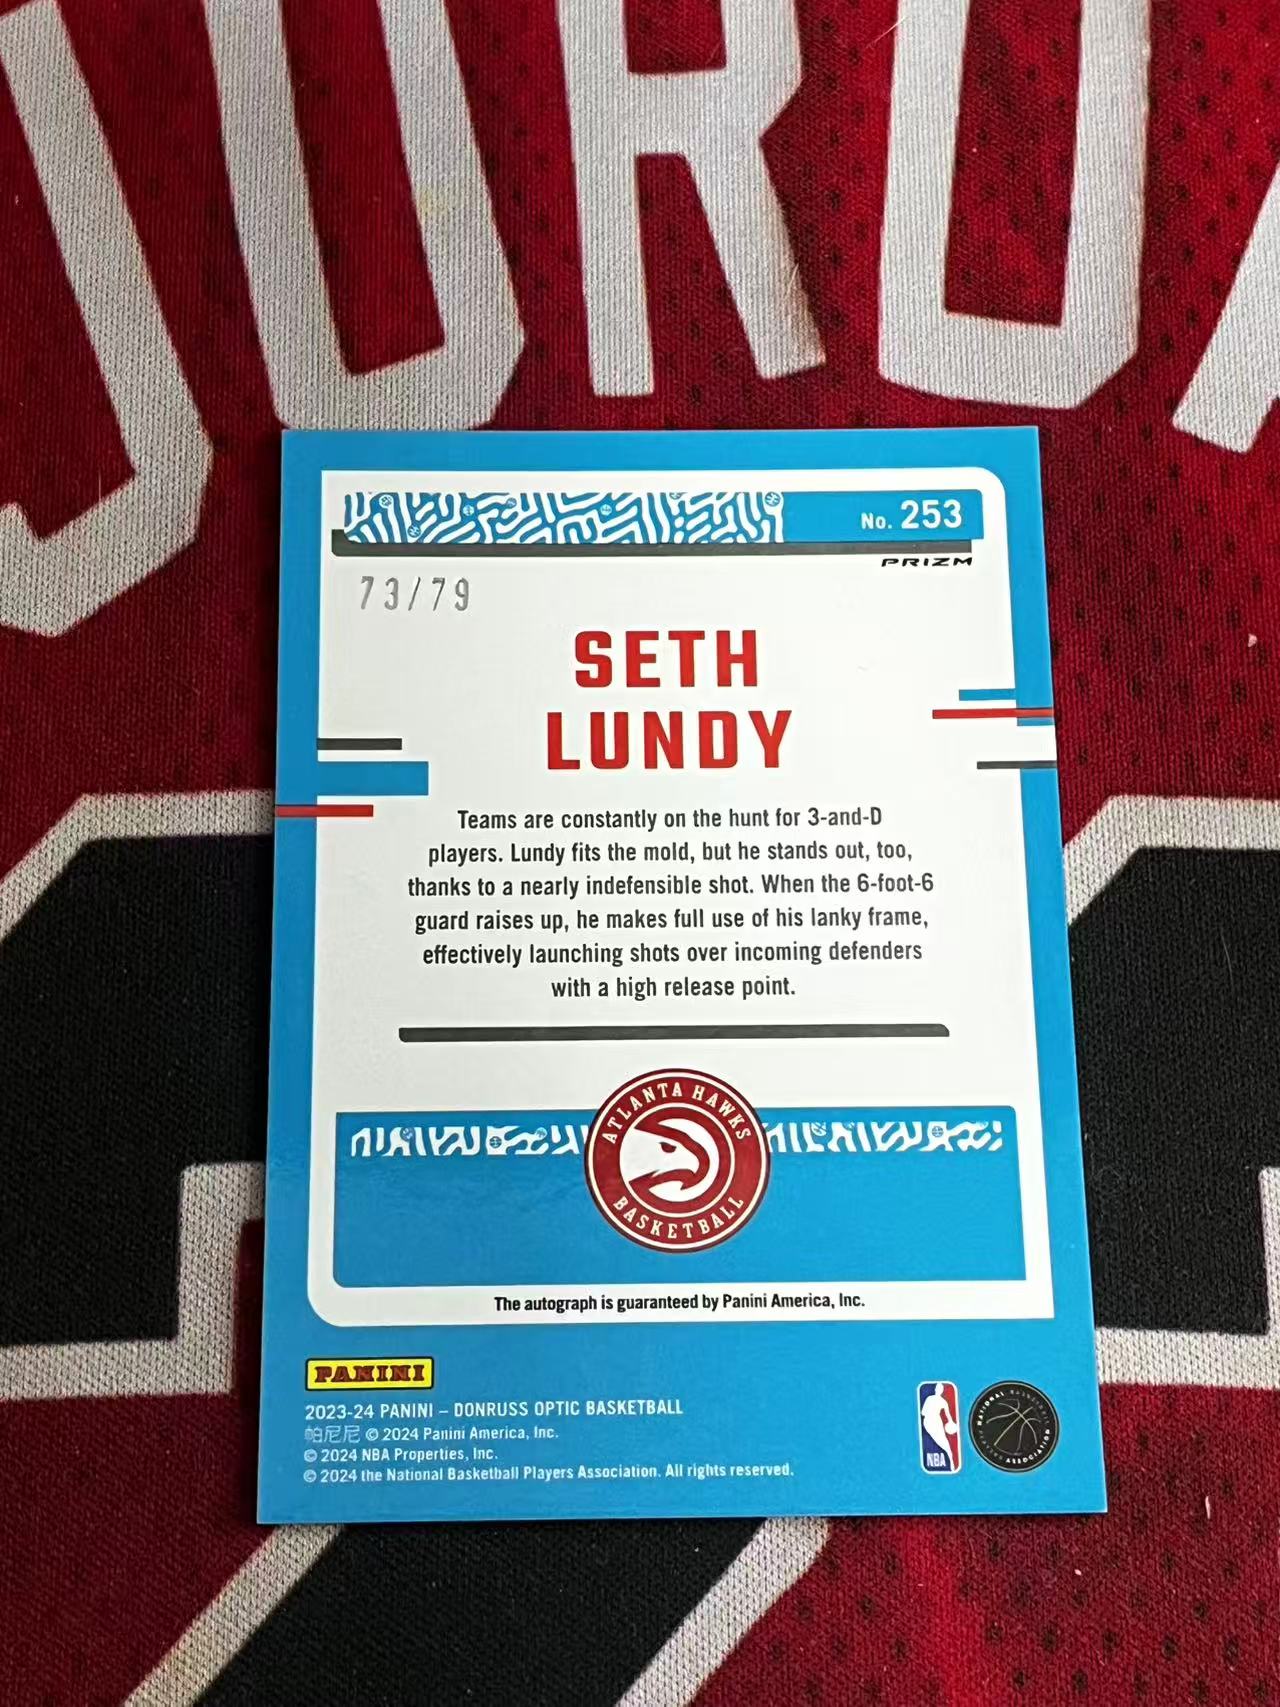 JORDA
No. 253
PRIZM
73/79
SETH
LUNDY
Teams are constantly on the hunt for 3-and-D
players. Lundy fits the mold, but he stands out, too,
thanks to a nearly indefensible shot. When the 6-foot-6
guard raises up, he makes full use of his lanky frame,
effectively launching shots over incoming defenders
with a high release point.
ATLANTA HAWKS
BASKETBALL
The autograph is guaranteed by Panini America, Inc.
PANINI
2023-24 PANINI – DONRUSS OPTIC BASKETBALL
帕尼尼 © 2024 Panini America, Inc.
© 2024 NBA Properties, Inc.
© 2024 the National Basketball Players Association. All rights reserved.
NBA
NATIONAL BASKETBALL
PLAYERS ASSOCIATION